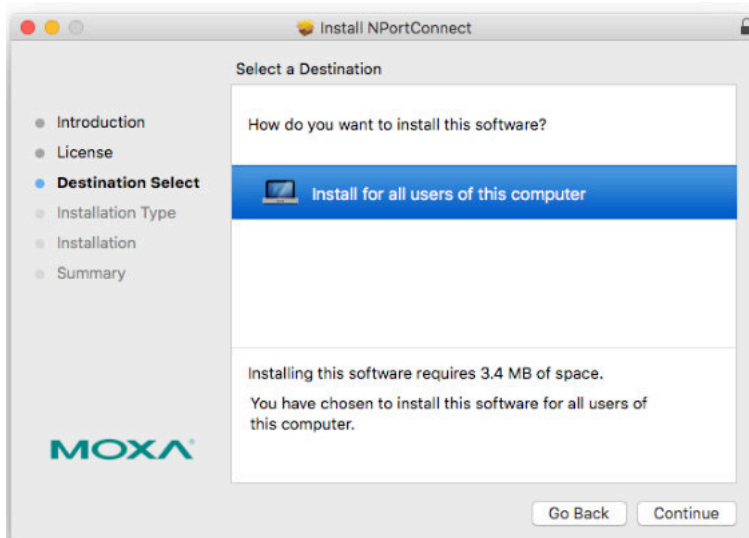 Install NPortConnect
Select a Destination
Introduction
License
Destination Select
Installation Type
Installation
Summary
How do you want to install this software?
Install for all users of this computer
Installing this software requires 3.4 MB of space.
You have chosen to install this software for all users of
this computer.
MOXA
Go Back
Continue